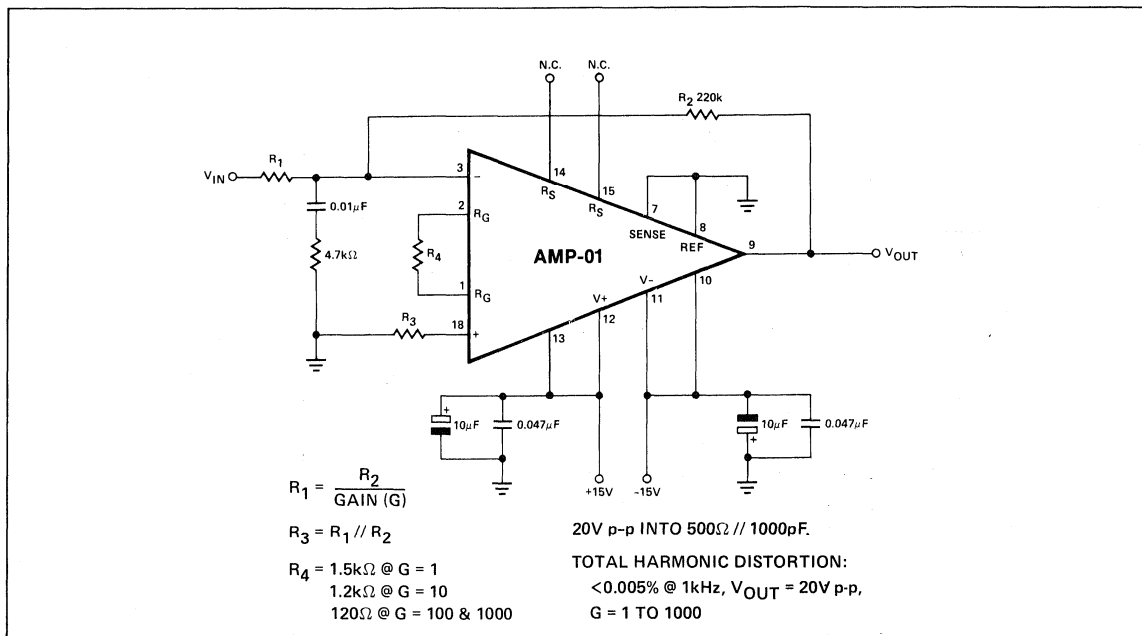 N.C. N.C.
R2 220k
R1
VIN
3 − 14
RS
15
RS
0.01µF
2 RG
7
SENSE
8
REF
4.7kΩ
R4
AMP-01
9
VOUT
1 RG
V− 10
11
V+
12
R3
18 +
13
+
10µF
0.047µF
10µF
+
0.047µF
+15V -15V
R1 = R2
GAIN (G)
R3 = R1 // R2
R4 = 1.5kΩ @ G = 1
1.2kΩ @ G = 10
120Ω @ G = 100 & 1000
20V p-p INTO 500Ω // 1000pF.
TOTAL HARMONIC DISTORTION:
<0.005% @ 1kHz, VOUT = 20V p-p,
G = 1 TO 1000